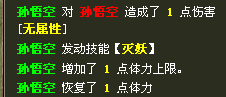 孙悟空 对 孙悟空 造成了 1 点伤害
[无属性]
孙悟空 发动技能【灭妖】
孙悟空 增加了 1 点体力上限。
孙悟空 恢复了 1 点体力